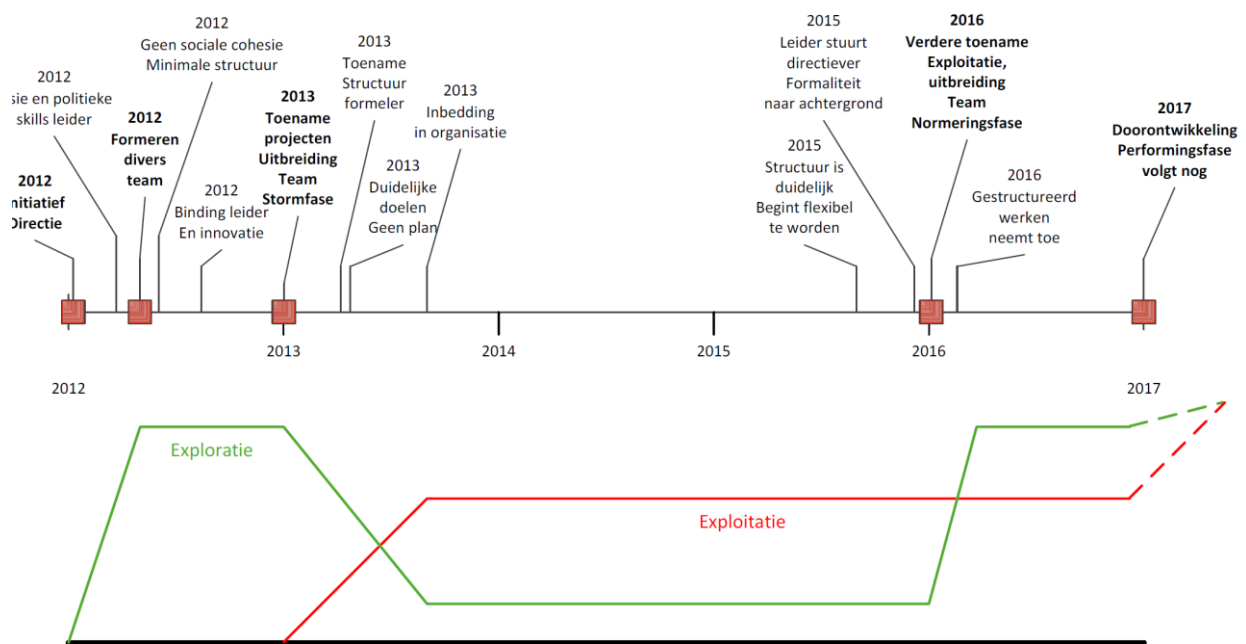 2012
sie en politieke
skills leider
2012
nitiatief
Directie
2012
Formeren
divers
team
2012
Geen sociale cohesie
Minimale structuur
2012
Binding leider
En innovatie
2013
Toename
projecten
Uitbreiding
Team
Stormfase
2013
Toename
Structuur
formeler
2013
Duidelijke
doelen
Geen plan
2013
Inbedding
in organisatie
2015
Leider stuurt
directiever
Formaliteit
naar achtergrond
2015
Structuur is
duidelijk
Begint flexibel
te worden
2016
Verdere toename
Exploitatie,
uitbreiding
Team
Normeringsfase
2016
Gestructureerd
werken
neemt toe
2017
Doorontwikkeling
Performingsfase
volgt nog
2013
2014
2015
2016
2012
2017
Exploratie
Exploitatie